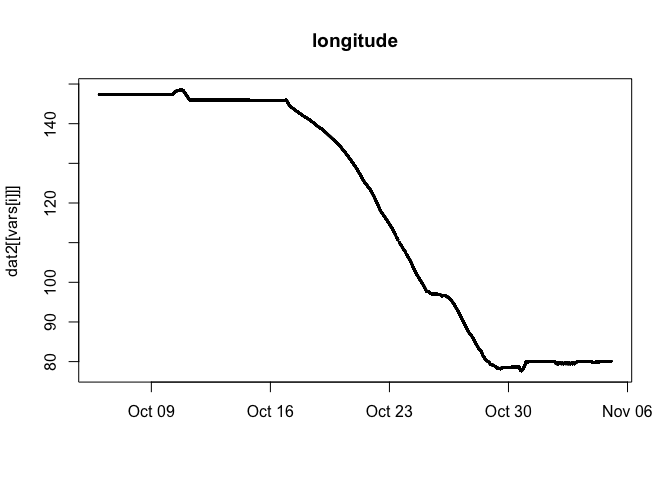 longitude
dat2[[vars[i]]]
140
120
100
90
80
Oct 09
Oct 16
Oct 23
Oct 30
Nov 06